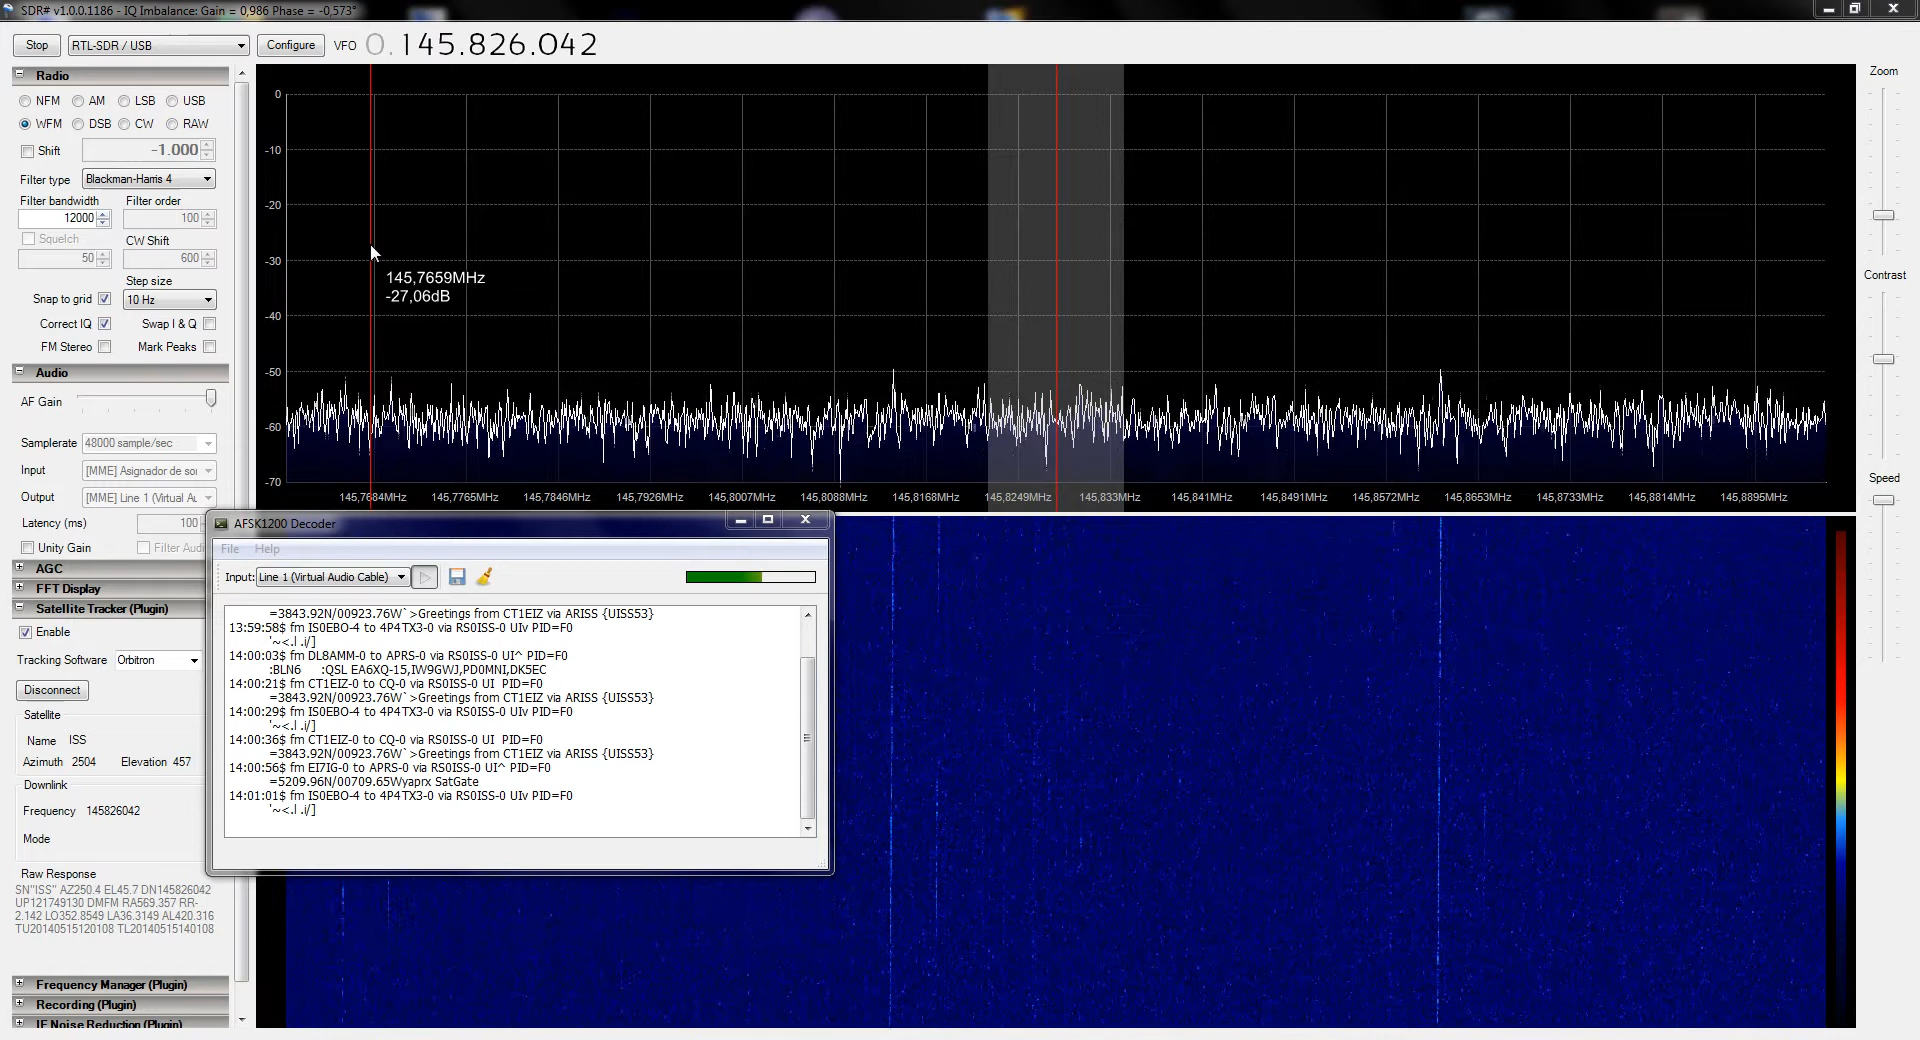 SDR# v1.0.0.1186 - IQ Imbalance: Gain = 0,986 Phase = -0,573°
Stop RTL-SDR / USB Configure VFO 0.145.826.042
Radio
NFM AM LSB USB
WFM DSB CW RAW
Shift -1.000
Filter type Blackman-Harris 4
Filter bandwidth Filter order
12000 100
Squelch CW Shift
50 600
Step size
Snap to grid 10 Hz
Correct IQ Swap I & Q
FM Stereo Mark Peaks
Audio
AF Gain
Samplerate 48000 sample/sec
Input [MME] Asignador de sor
Output [MME] Line 1 (Virtual Au
Latency (ms) 100
Unity Gain Filter Audi
AGC
FFT Display
Satellite Tracker (Plugin)
Enable
Tracking Software Orbitron
Disconnect
Satellite
Name ISS
Azimuth 2504 Elevation 457
Downlink
Frequency 145826042
Mode
Raw Response
SN"ISS" AZ250.4 EL45.7 DN145826042
UP121749130 DMFM RA569.357 RR-
2.142 LO352.8549 LA36.3149 AL420.316
TU20140515120108 TL20140515140108
Frequency Manager (Plugin)
Recording (Plugin)
IF Noise Reduction (Plugin)
0
-10
-20
-30
-40
-50
-60
-70
145,7659MHz
-27,06dB
145,7684MHz 145,7765MHz 145,7846MHz 145,7926MHz 145,8007MHz 145,8088MHz 145,8168MHz 145,8249MHz 145,833MHz 145,841MHz 145,8491MHz 145,8572MHz 145,8653MHz 145,8733MHz 145,8814MHz 145,8895MHz
Zoom
Contrast
Speed
AFSK1200 Decoder
File Help
Input: Line 1 (Virtual Audio Cable)
=3843.92N/00923.76W`>Greetings from CT1EIZ via ARISS {UISS53}
13:59:58$ fm IS0EBO-4 to 4P4TX3-0 via RS0ISS-0 UIv PID=F0
'~<.l .i/]
14:00:03$ fm DL8AMM-0 to APRS-0 via RS0ISS-0 UI^ PID=F0
:BLN6 :QSL EA6XQ-15,IW9GWJ,PD0MNI,DK5EC
14:00:21$ fm CT1EIZ-0 to CQ-0 via RS0ISS-0 UI PID=F0
=3843.92N/00923.76W`>Greetings from CT1EIZ via ARISS {UISS53}
14:00:29$ fm IS0EBO-4 to 4P4TX3-0 via RS0ISS-0 UIv PID=F0
'~<.l .i/]
14:00:36$ fm CT1EIZ-0 to CQ-0 via RS0ISS-0 UI PID=F0
=3843.92N/00923.76W`>Greetings from CT1EIZ via ARISS {UISS53}
14:00:56$ fm EI7IG-0 to APRS-0 via RS0ISS-0 UI^ PID=F0
=5209.96N/00709.65Wyaprx SatGate
14:01:01$ fm IS0EBO-4 to 4P4TX3-0 via RS0ISS-0 UIv PID=F0
'~<.l .i/]